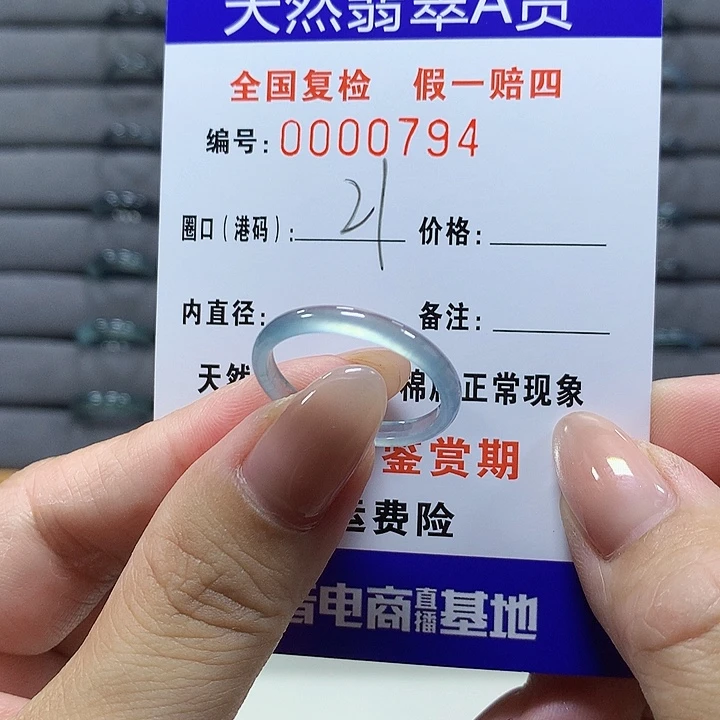 天然翡翠A货
全国复检 假一赔四
编号:0000794
圈口(港码):21 价格:
内直径: 备注:
天然 棉 正常现象
鉴赏期
运费险
电商直播基地